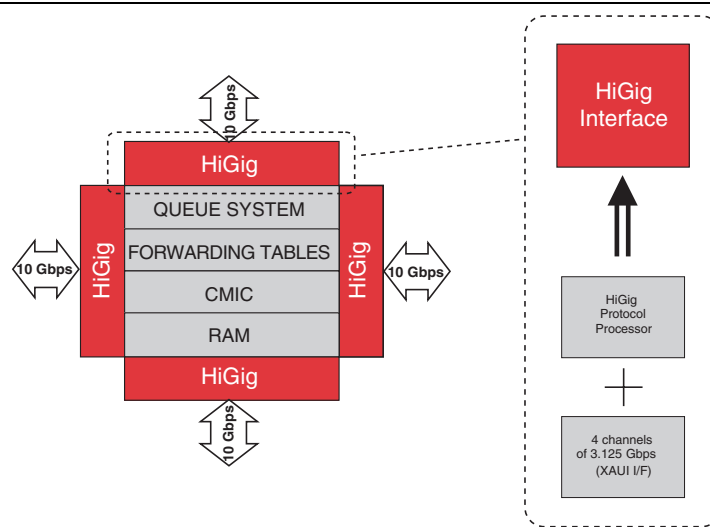 10 Gbps
HiGig
QUEUE SYSTEM
FORWARDING TABLES
CMIC
RAM
HiGig
10 Gbps
10 Gbps
HiGig
HiGig
10 Gbps
HiGig
Interface
HiGig
Protocol
Processor
4 channels
of 3.125 Gbps
(XAUI I/F)